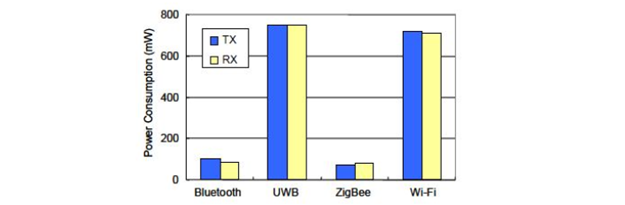 Power Consumption (mW)
800
600
400
200
0
TX
RX
Bluetooth UWB ZigBee Wi-Fi